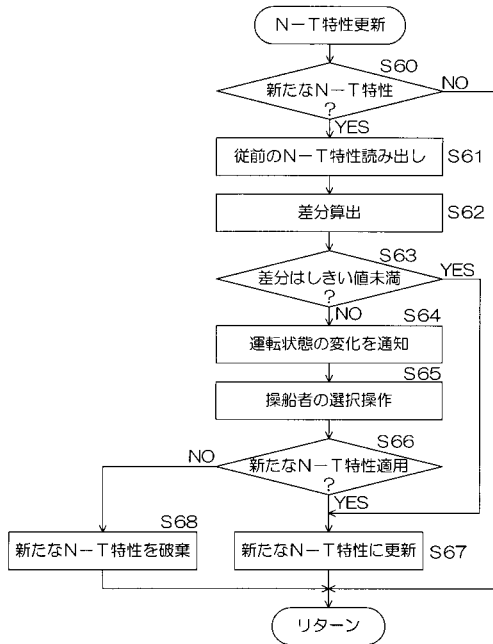 N－T特性更新
S60
新たなN－T特性
？
NO
YES
従前のN－T特性読み出し
S61
差分算出
S62
S63
差分はしきい値未満
？
YES
NO
S64
運転状態の変化を通知
S65
操船者の選択操作
S66
新たなN－T特性適用
？
NO
YES
S68
新たなN－T特性を破棄
新たなN－T特性に更新
S67
リターン